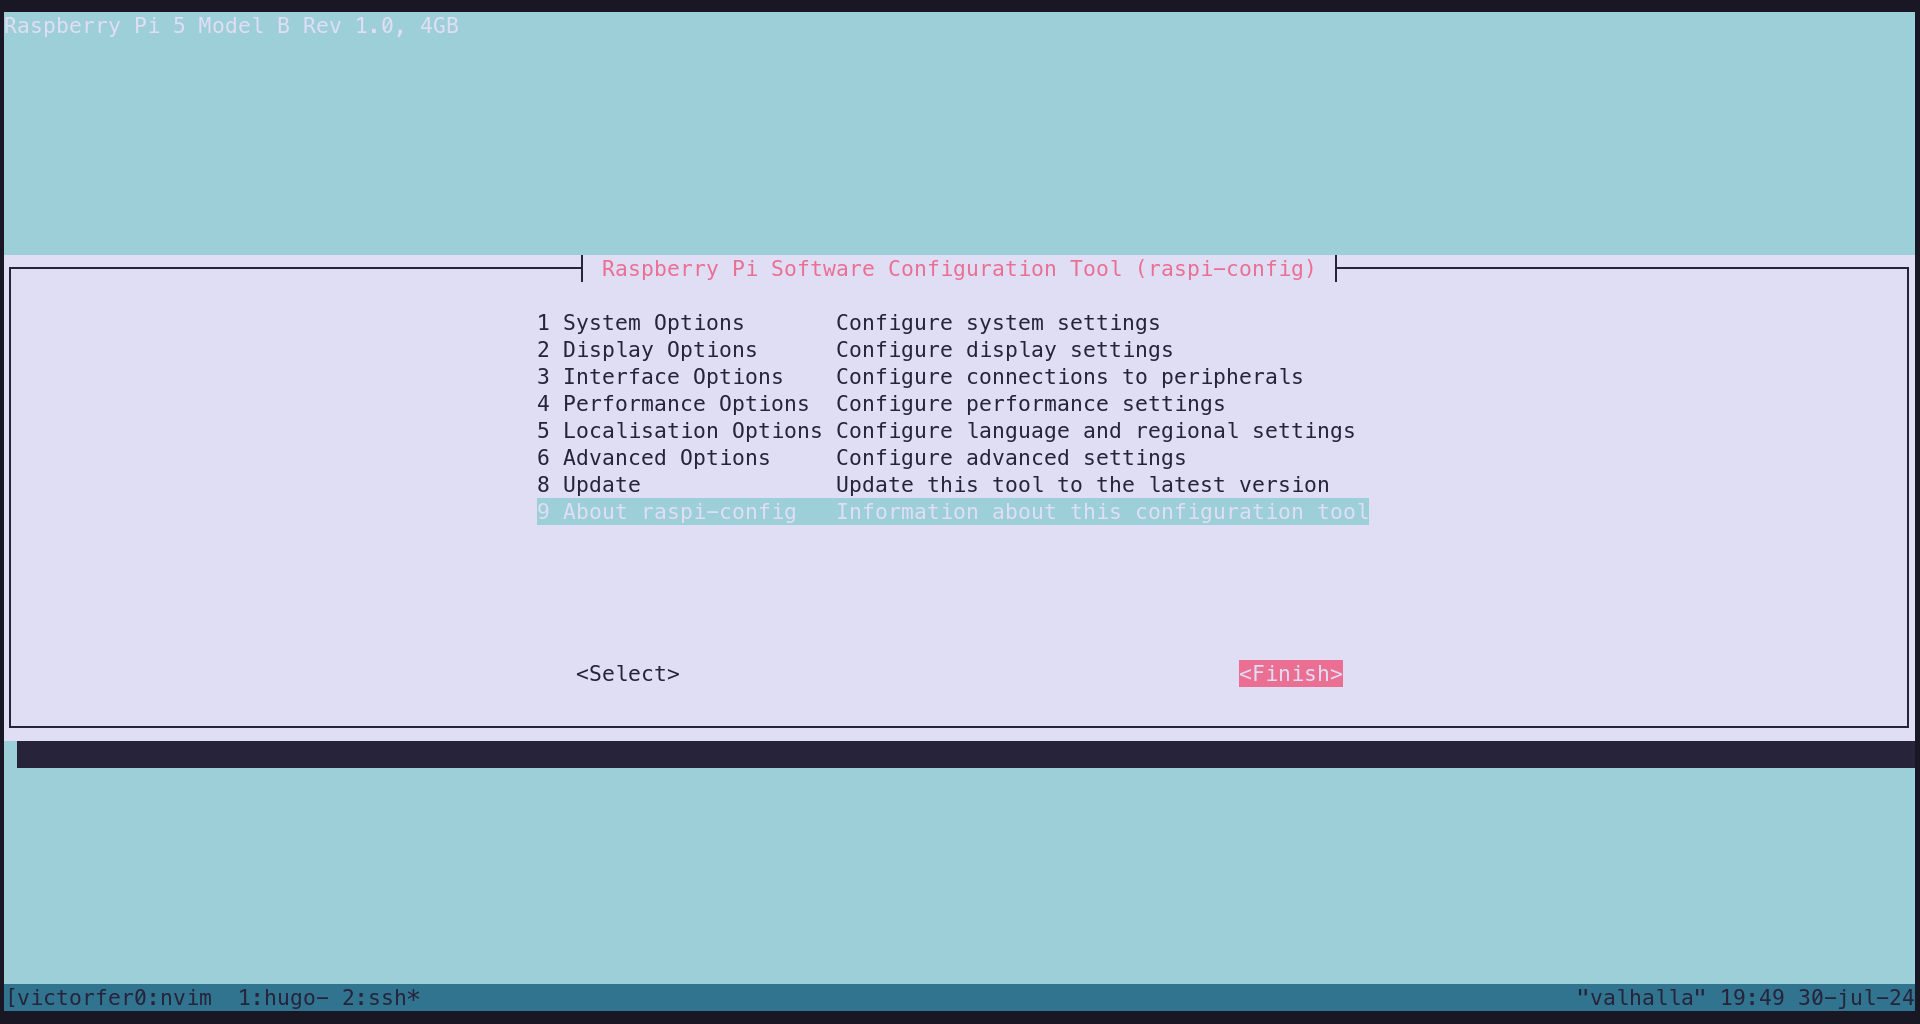 Raspberry Pi 5 Model B Rev 1.0, 4GB
Raspberry Pi Software Configuration Tool (raspi-config)
1 System Options       Configure system settings
2 Display Options      Configure display settings
3 Interface Options    Configure connections to peripherals
4 Performance Options  Configure performance settings
5 Localisation Options Configure language and regional settings
6 Advanced Options     Configure advanced settings
8 Update               Update this tool to the latest version
9 About raspi-config   Information about this configuration tool
<Select>                                           <Finish>
[victorfer0:nvim  1:hugo- 2:ssh*                    "valhalla" 19:49 30-jul-24